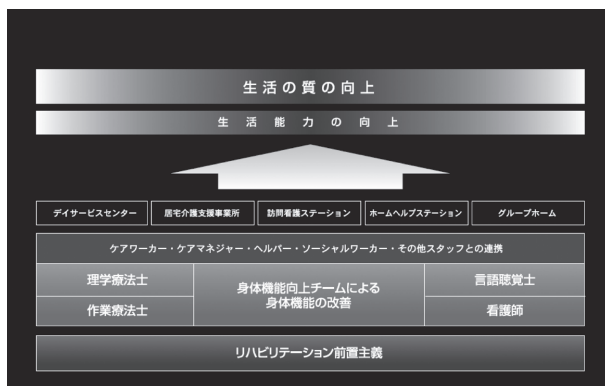 生活の質の向上
生活能力の向上
デイサービスセンター
居宅介護支援事業所
訪問看護ステーション
ホームヘルプステーション
グループホーム
ケアワーカー・ケアマネジャー・ヘルパー・ソーシャルワーカー・その他スタッフとの連携
理学療法士
作業療法士
身体機能向上チームによる
身体機能の改善
言語聴覚士
看護師
リハビリテーション前置主義